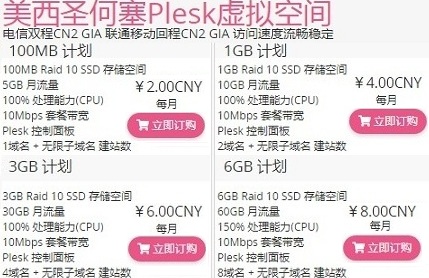 美西圣何塞Plesk虚拟空间
电信双程CN2 GIA 联通移动回程CN2 GIA 访问速度流畅稳定
100MB 计划
100MB Raid 10 SSD 存储空间
5GB 月流量
100% 处理能力(CPU)
10Mbps 套餐带宽
Plesk 控制面板
1域名 + 无限子域名 建站数
¥2.00CNY
每月
立即订购
1GB 计划
1GB Raid 10 SSD 存储空间
10GB 月流量
100% 处理能力(CPU)
10Mbps 套餐带宽
Plesk 控制面板
2域名 + 无限子域名 建站数
¥4.00CNY
每月
立即订购
3GB 计划
3GB Raid 10 SSD 存储空间
30GB 月流量
100% 处理能力(CPU)
10Mbps 套餐带宽
Plesk 控制面板
4域名 + 无限子域名 建站数
¥6.00CNY
每月
立即订购
6GB 计划
6GB Raid 10 SSD 存储空间
60GB 月流量
150% 处理能力(CPU)
10Mbps 套餐带宽
Plesk 控制面板
8域名 + 无限子域名 建站数
¥8.00CNY
每月
立即订购